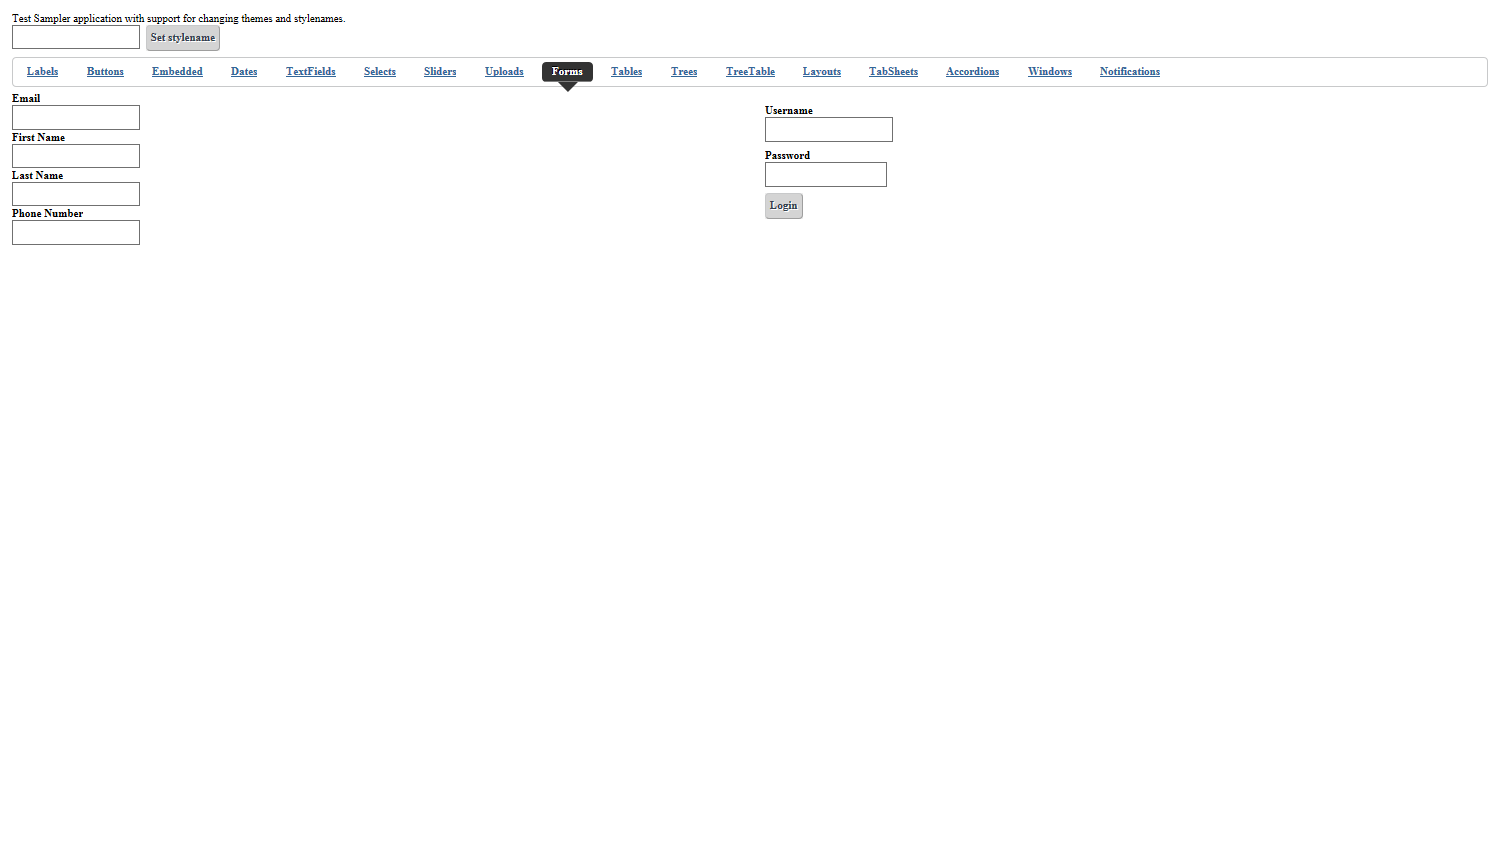 Test Sampler application with support for changing themes and stylenames.
Set stylename
Labels Buttons Embedded Dates TextFields Selects Sliders Uploads Forms Tables Trees TreeTable Layouts TabSheets Accordions Windows Notifications
Email
First Name
Last Name
Phone Number
Username
Password
Login